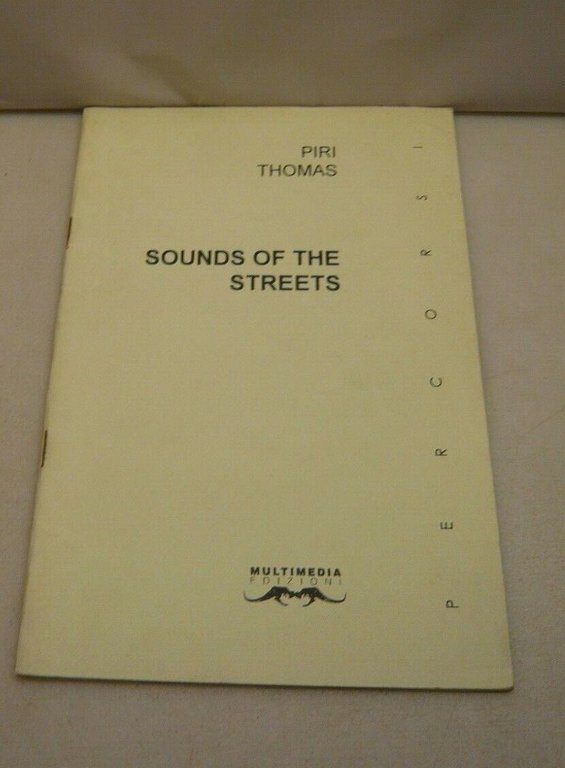 PIRI
THOMAS
SOUNDS OF THE
STREETS
PERCORSI
MULTIMEDIA
EDIZIONI